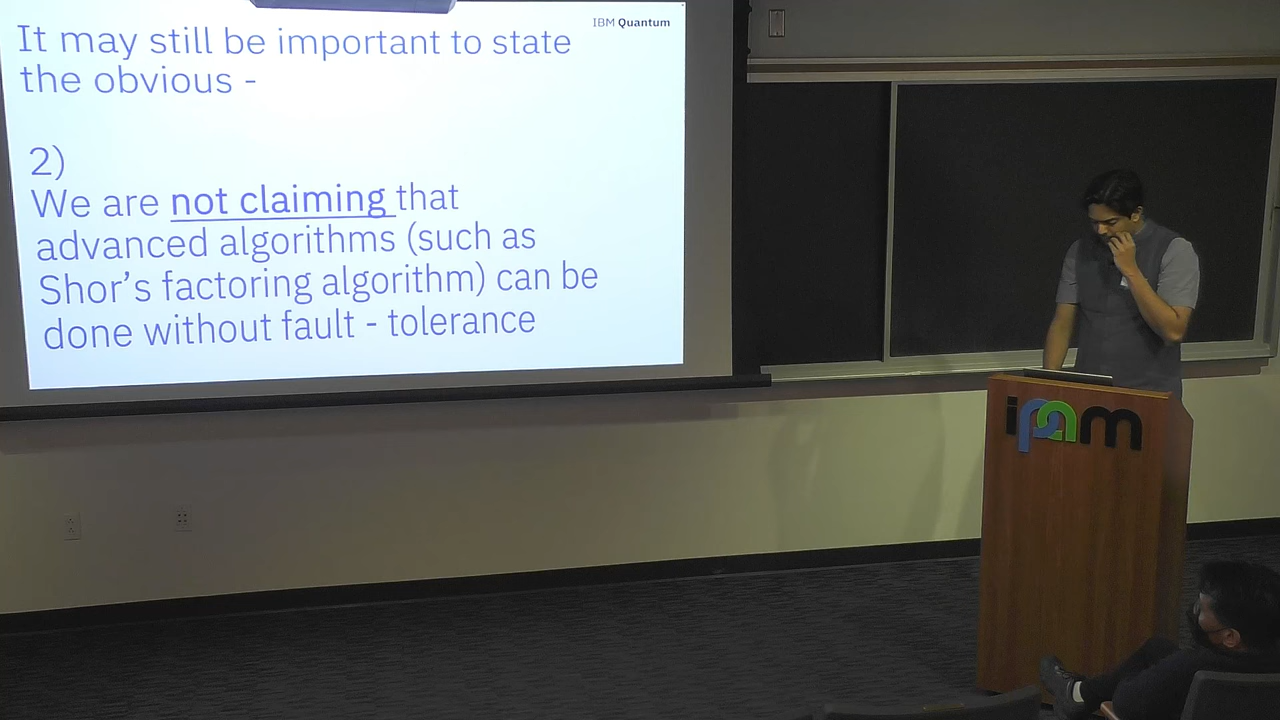 IBM Quantum
It may still be important to state
the obvious -
2)
We are not claiming that
advanced algorithms (such as
Shor's factoring algorithm) can be
done without fault - tolerance
ipam